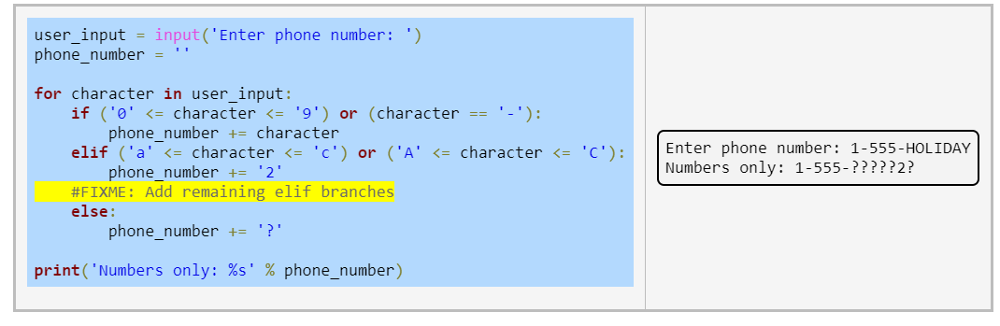 user_input = input('Enter phone number: ')
phone_number = ''
for character in user_input:
    if ('0' <= character <= '9') or (character == '-'):
        phone_number += character
    elif ('a' <= character <= 'c') or ('A' <= character <= 'C'):
        phone_number += '2'
    #FIXME: Add remaining elif branches
    else:
        phone_number += '?'
print('Numbers only: %s' % phone_number)
Enter phone number: 1-555-HOLIDAY
Numbers only: 1-555-?????2?